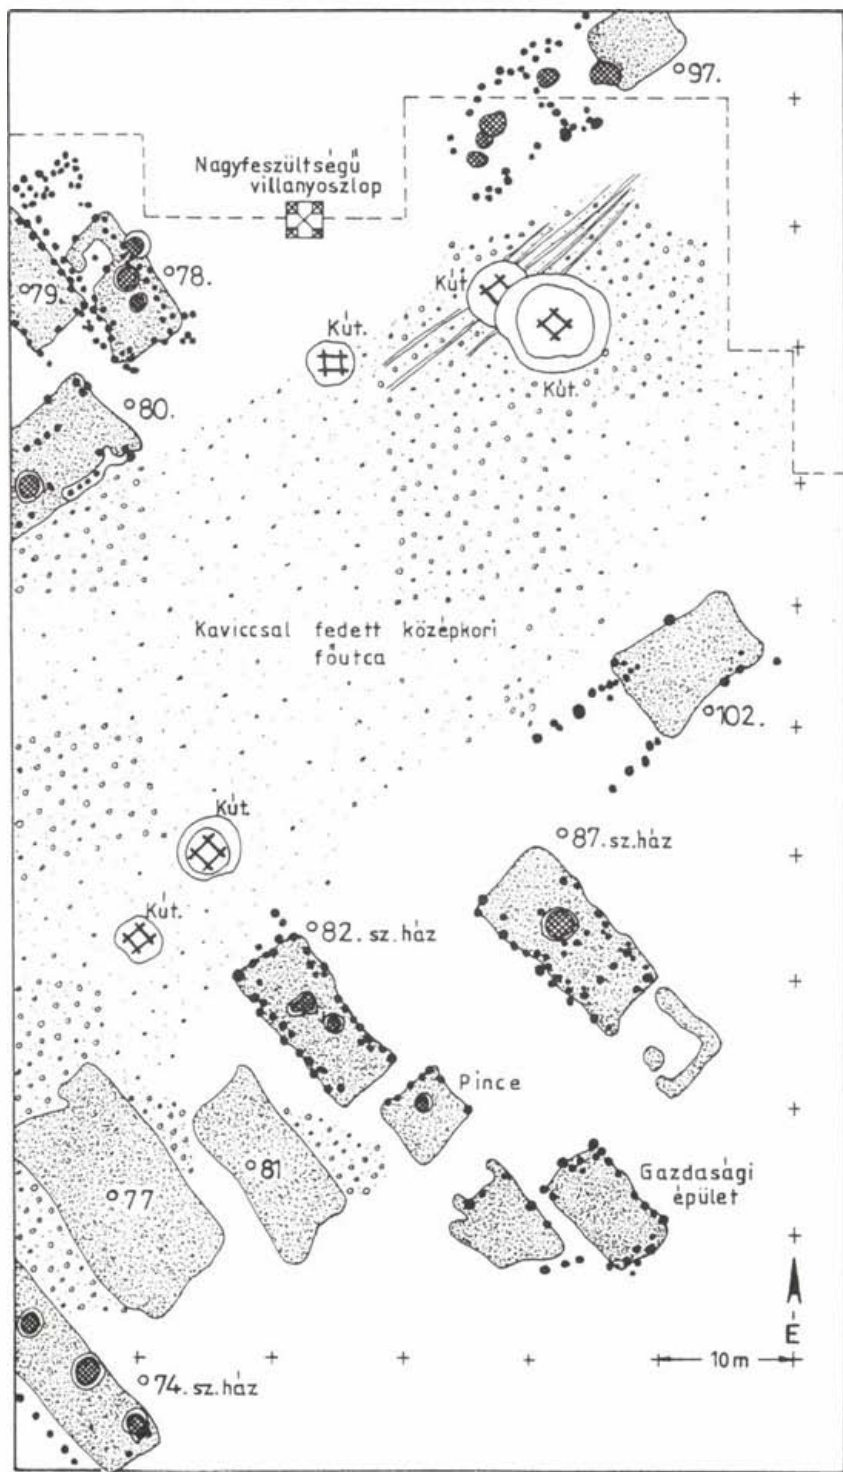 °97.
Nagyfeszültségű
villanyoszlop
°79.
°78.
Kút.
Kút.
Kút.
°80.
Kaviccsal fedett középkori
főutca
°102.
Kút.
°87. sz. ház
Kút.
°82. sz. ház
Pince
°81
°77
Gazdasági
épület
É
10 m
°74. sz. ház